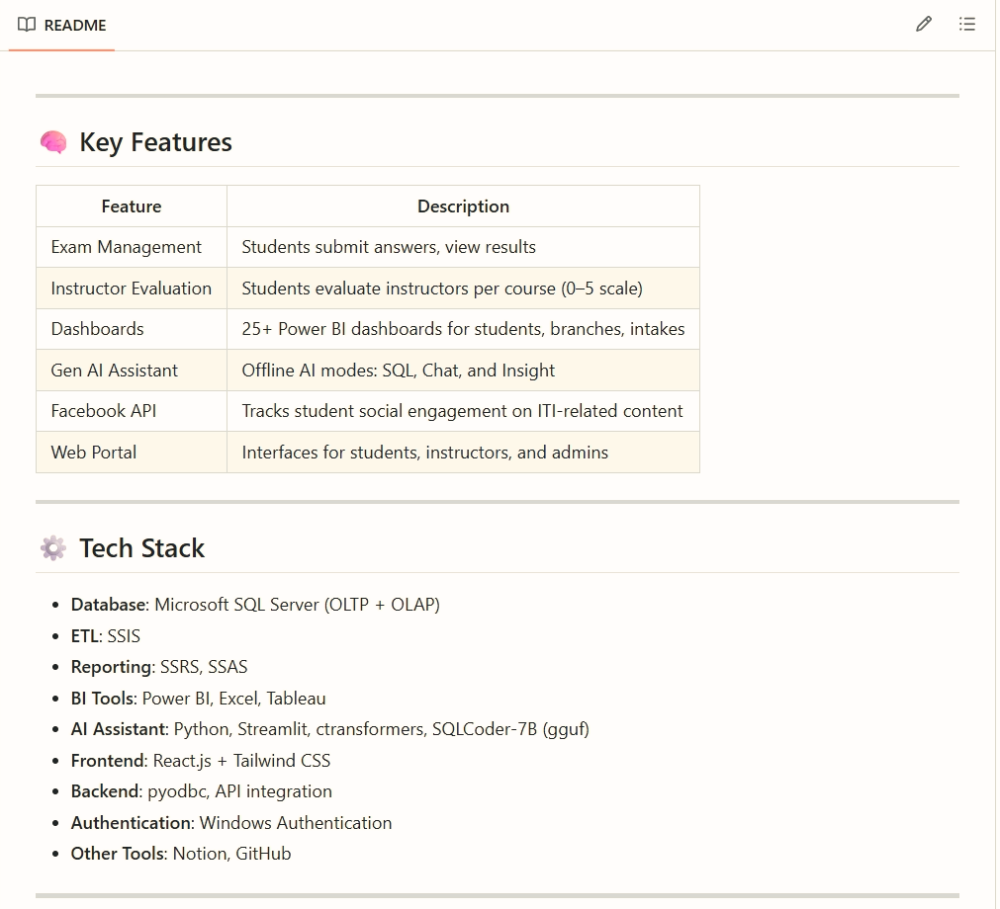 README
Key Features
Feature Description
Exam Management Students submit answers, view results
Instructor Evaluation Students evaluate instructors per course (0–5 scale)
Dashboards 25+ Power BI dashboards for students, branches, intakes
Gen AI Assistant Offline AI modes: SQL, Chat, and Insight
Facebook API Tracks student social engagement on ITI-related content
Web Portal Interfaces for students, instructors, and admins
Tech Stack
• Database: Microsoft SQL Server (OLTP + OLAP)
• ETL: SSIS
• Reporting: SSRS, SSAS
• BI Tools: Power BI, Excel, Tableau
• AI Assistant: Python, Streamlit, ctransformers, SQLCoder-7B (gguf)
• Frontend: React.js + Tailwind CSS
• Backend: pyodbc, API integration
• Authentication: Windows Authentication
• Other Tools: Notion, GitHub